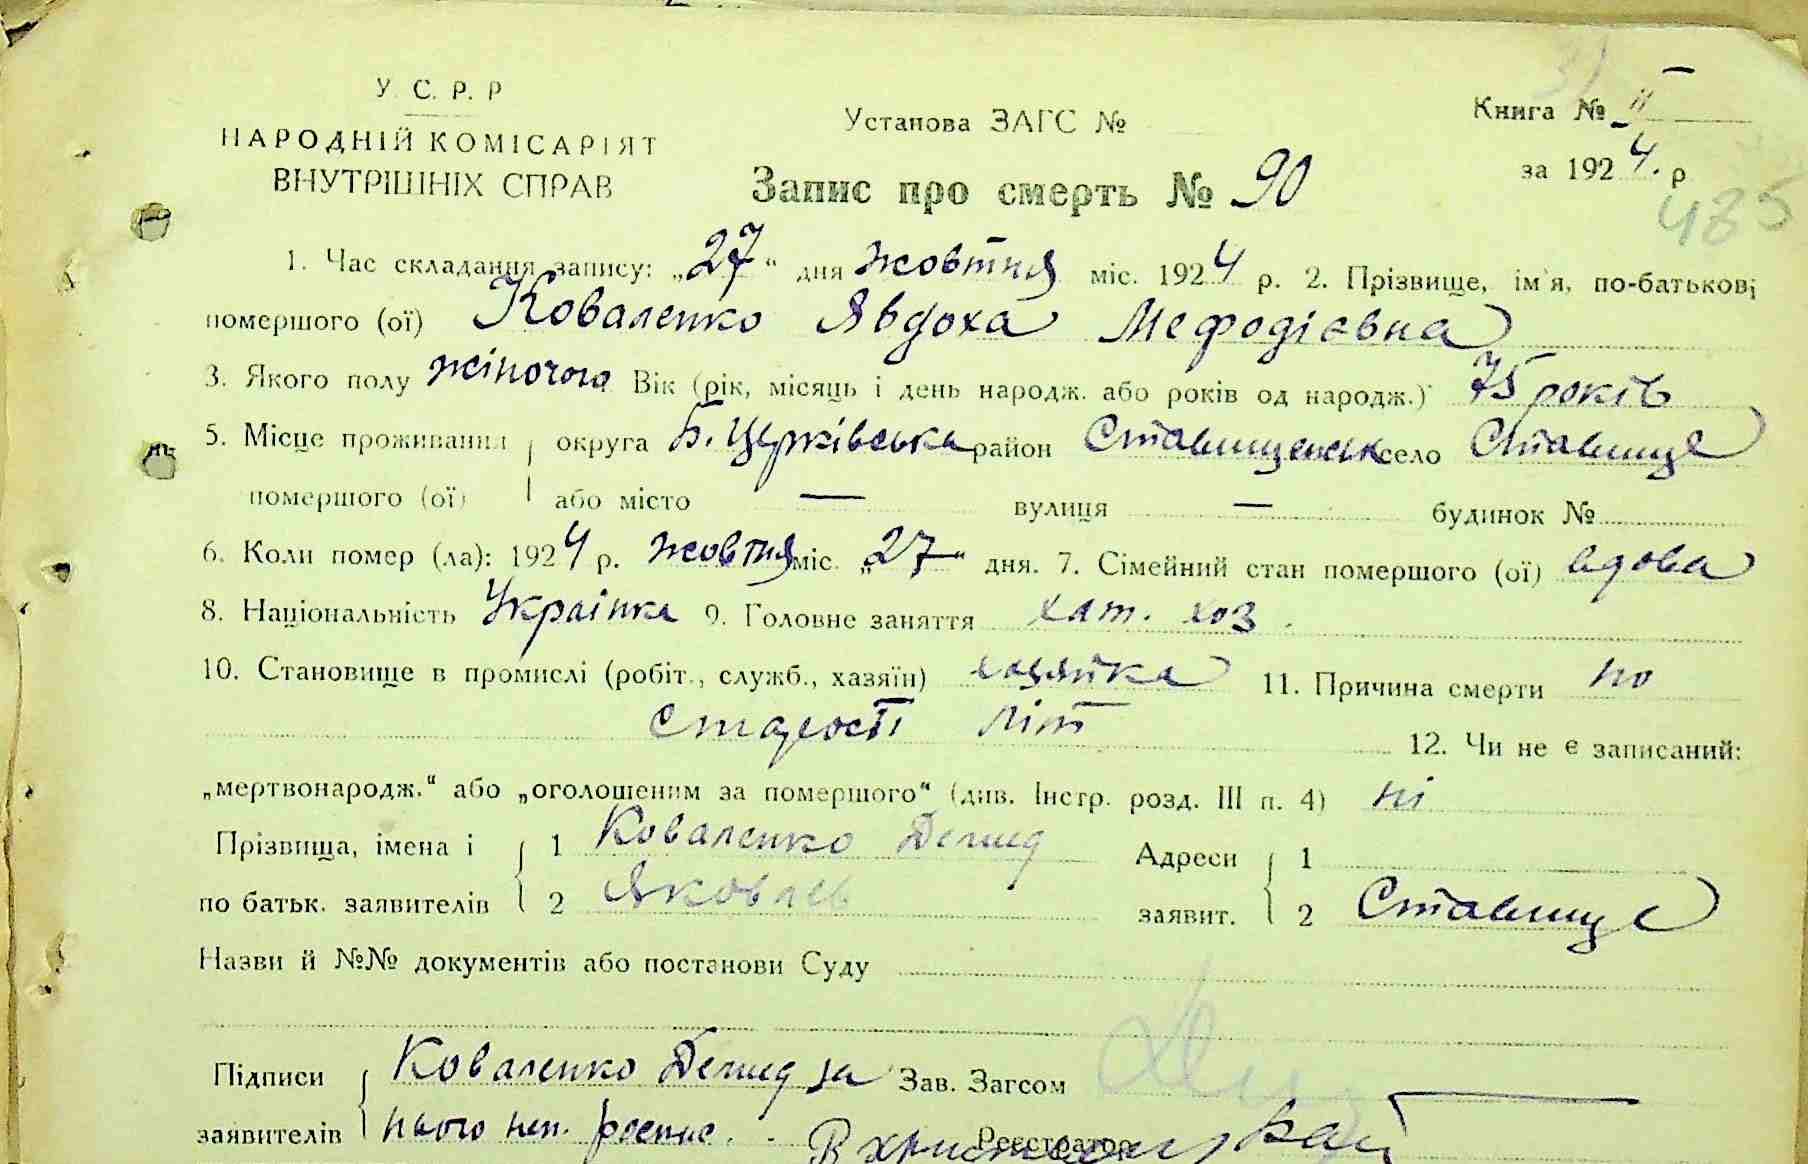 У. С. Р. Р
НАРОДНІЙ КОМІСАРІЯТ
ВНУТРІШНІХ СПРАВ
Установа ЗАГС №
Книга № II
за 1924. р
485
Запис про смерть № 90
1. Час складання запису: „27“ дня жовтня міс. 1924 р. 2. Прізвище, ім'я, по-батькові
помершого (ої) Коваленко Явдоха Мефодієвна
3. Якого полу жіночого Вік (рік, місяць і день народж. або років од народж.) 75 років
5. Місце проживання округа Б. Церківська район Ставищенськ село Ставище
помершого (ої) або місто — вулиця — будинок №
6. Коли помер (ла): 1924 р. жовтня міс. „27“ дня. 7. Сімейний стан помершого (ої) вдова
8. Національність Українка 9. Головне заняття хат. хоз.
10. Становище в промислі (робіт., служб., хазяїн) хазяйка 11. Причина смерти по
старості літ 12. Чи не є записаний:
„мертвонародж.“ або „оголошеним за помершого“ (див. Інстр. розд. III п. 4) ні
Прізвища, імена і 1 Коваленко Демид Адреси 1
по батьк. заявителів 2 Яковлев заявит. 2 Ставище
Назви й №№ документів або постанови Суду
Підписи Коваленко Демид за Зав. Загсом
заявителів нього неп. Реєстратор